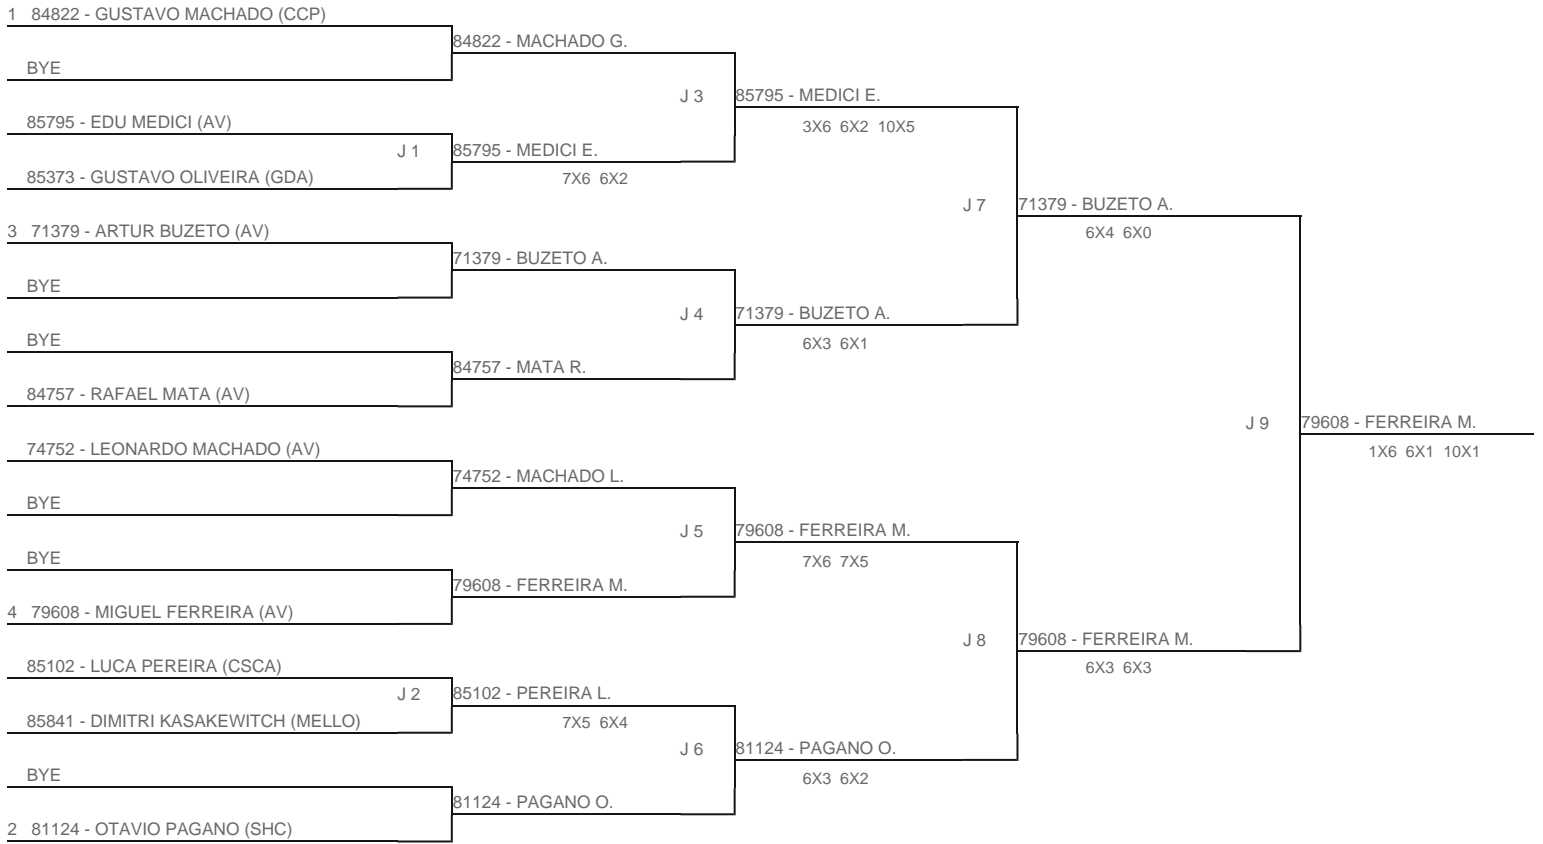 1 84822 - GUSTAVO MACHADO (CCP)
84822 - MACHADO G.
BYE
J 3
85795 - MEDICI E.
85795 - EDU MEDICI (AV)
3X6 6X2 10X5
J 1
85795 - MEDICI E.
85373 - GUSTAVO OLIVEIRA (GDA)
7X6 6X2
J 7
71379 - BUZETO A.
3 71379 - ARTUR BUZETO (AV)
6X4 6X0
71379 - BUZETO A.
BYE
J 4
71379 - BUZETO A.
BYE
6X3 6X1
84757 - MATA R.
84757 - RAFAEL MATA (AV)
J 9
79608 - FERREIRA M.
74752 - LEONARDO MACHADO (AV)
1X6 6X1 10X1
74752 - MACHADO L.
BYE
J 5
79608 - FERREIRA M.
BYE
7X6 7X5
79608 - FERREIRA M.
4 79608 - MIGUEL FERREIRA (AV)
J 8
79608 - FERREIRA M.
85102 - LUCA PEREIRA (CSCA)
6X3 6X3
J 2
85102 - PEREIRA L.
85841 - DIMITRI KASAKEWITCH (MELLO)
7X5 6X4
J 6
81124 - PAGANO O.
BYE
6X3 6X2
81124 - PAGANO O.
2 81124 - OTAVIO PAGANO (SHC)